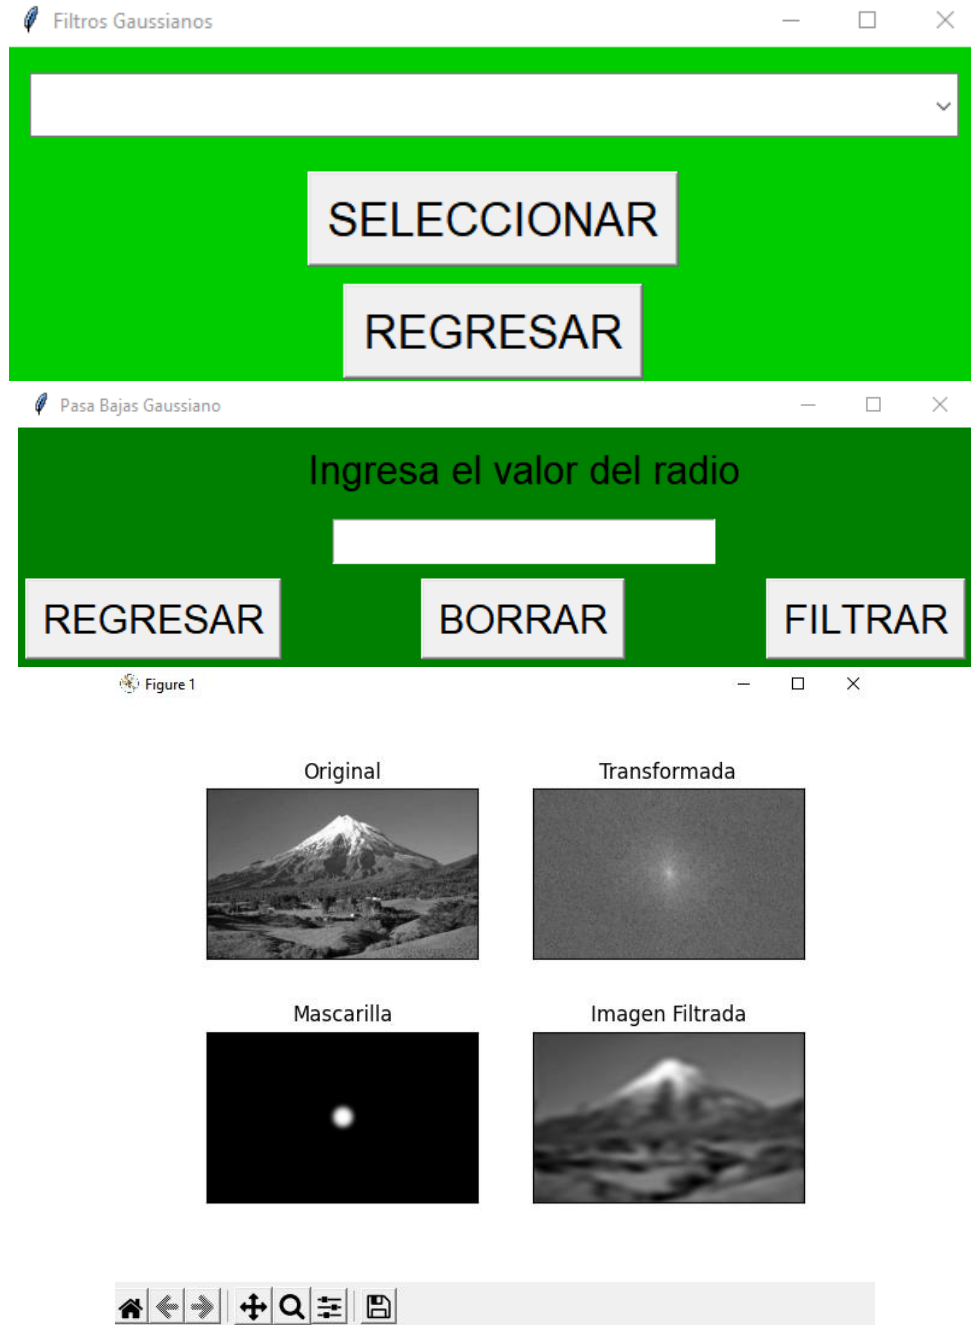 Filtros Gaussianos
SELECCIONAR
REGRESAR
Pasa Bajas Gaussiano
Ingresa el valor del radio
REGRESAR BORRAR FILTRAR
Figure 1
Original Transformada
Mascarilla Imagen Filtrada